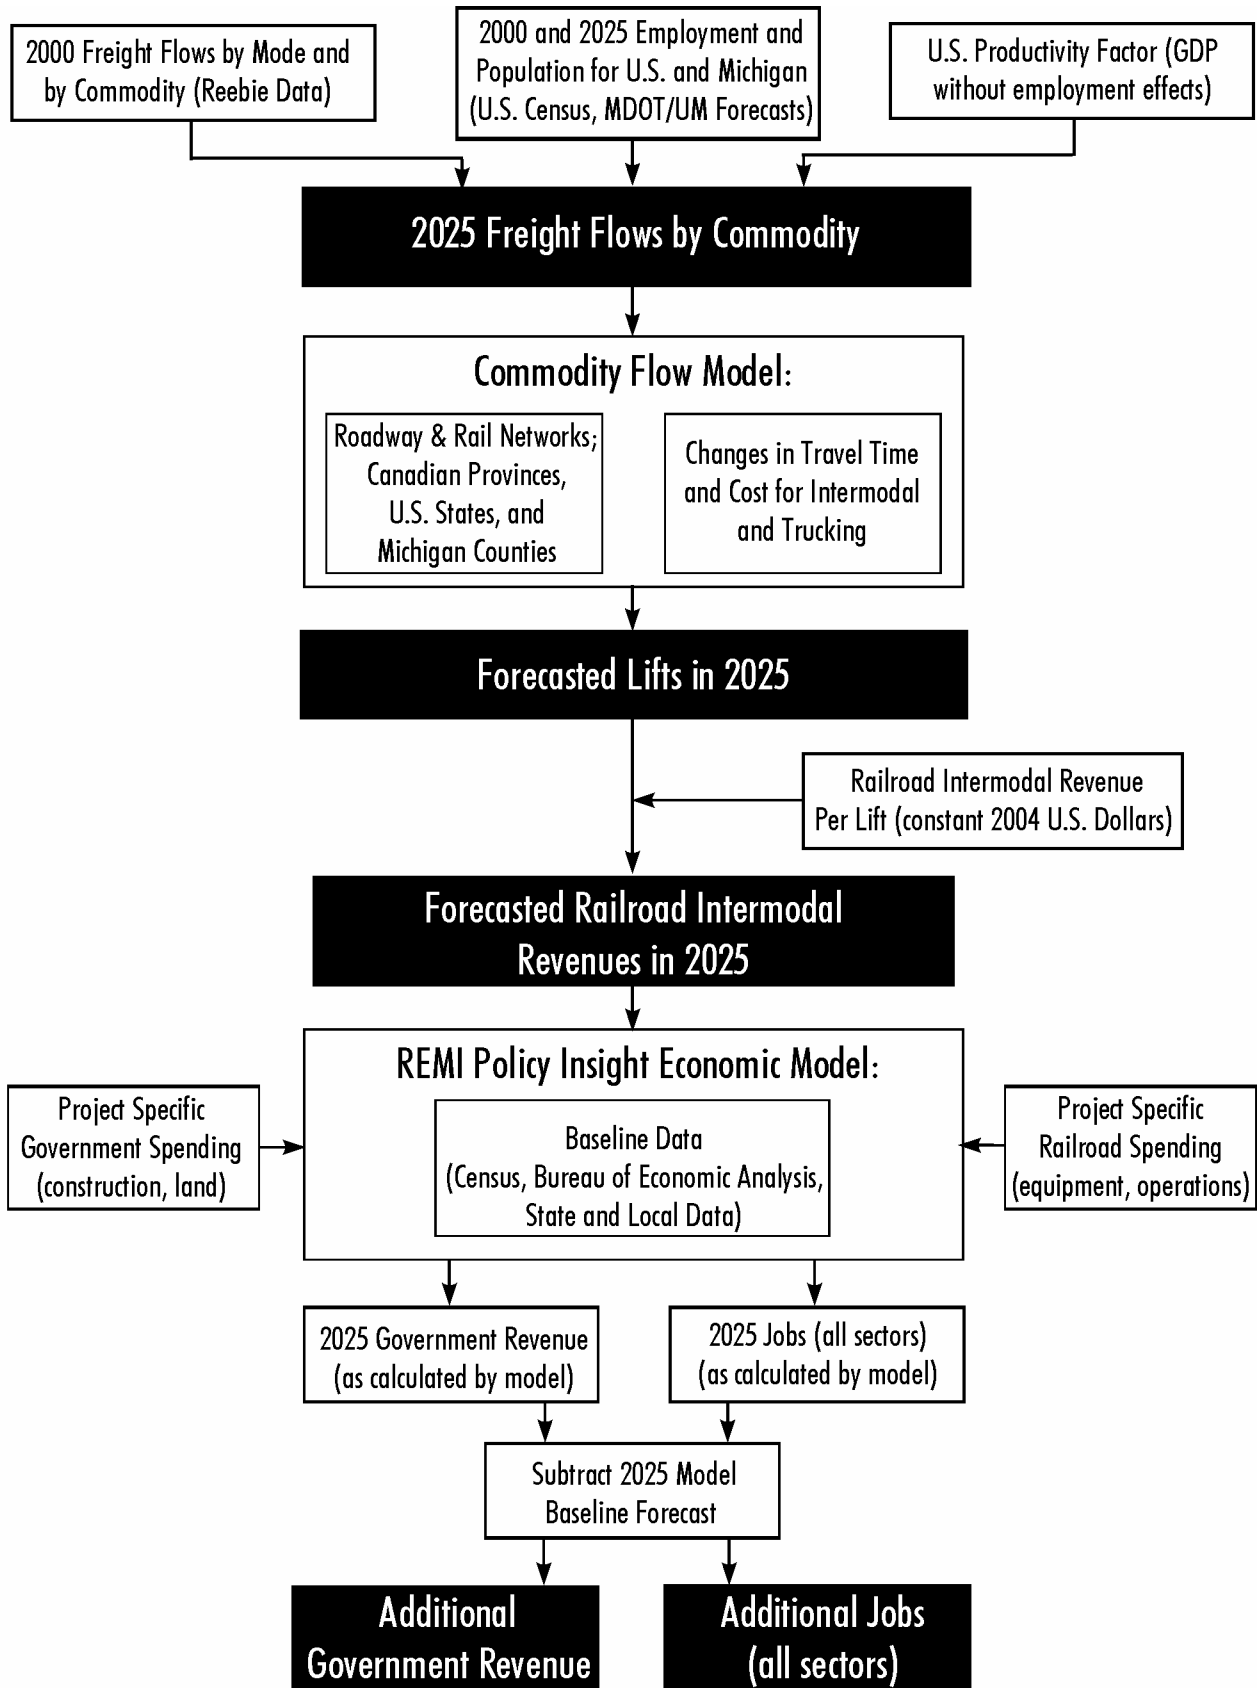 2000 Freight Flows by Mode and
by Commodity (Reebie Data)
2000 and 2025 Employment and
Population for U.S. and Michigan
(U.S. Census, MDOT/UM Forecasts)
U.S. Productivity Factor (GDP
without employment effects)
2025 Freight Flows by Commodity
Commodity Flow Model:
Roadway & Rail Networks;
Canadian Provinces,
U.S. States, and
Michigan Counties
Changes in Travel Time
and Cost for Intermodal
and Trucking
Forecasted Lifts in 2025
Railroad Intermodal Revenue
Per Lift (constant 2004 U.S. Dollars)
Forecasted Railroad Intermodal
Revenues in 2025
REMI Policy Insight Economic Model:
Project Specific
Government Spending
(construction, land)
Baseline Data
(Census, Bureau of Economic Analysis,
State and Local Data)
Project Specific
Railroad Spending
(equipment, operations)
2025 Government Revenue
(as calculated by model)
2025 Jobs (all sectors)
(as calculated by model)
Subtract 2025 Model
Baseline Forecast
Additional
Government Revenue
Additional Jobs
(all sectors)